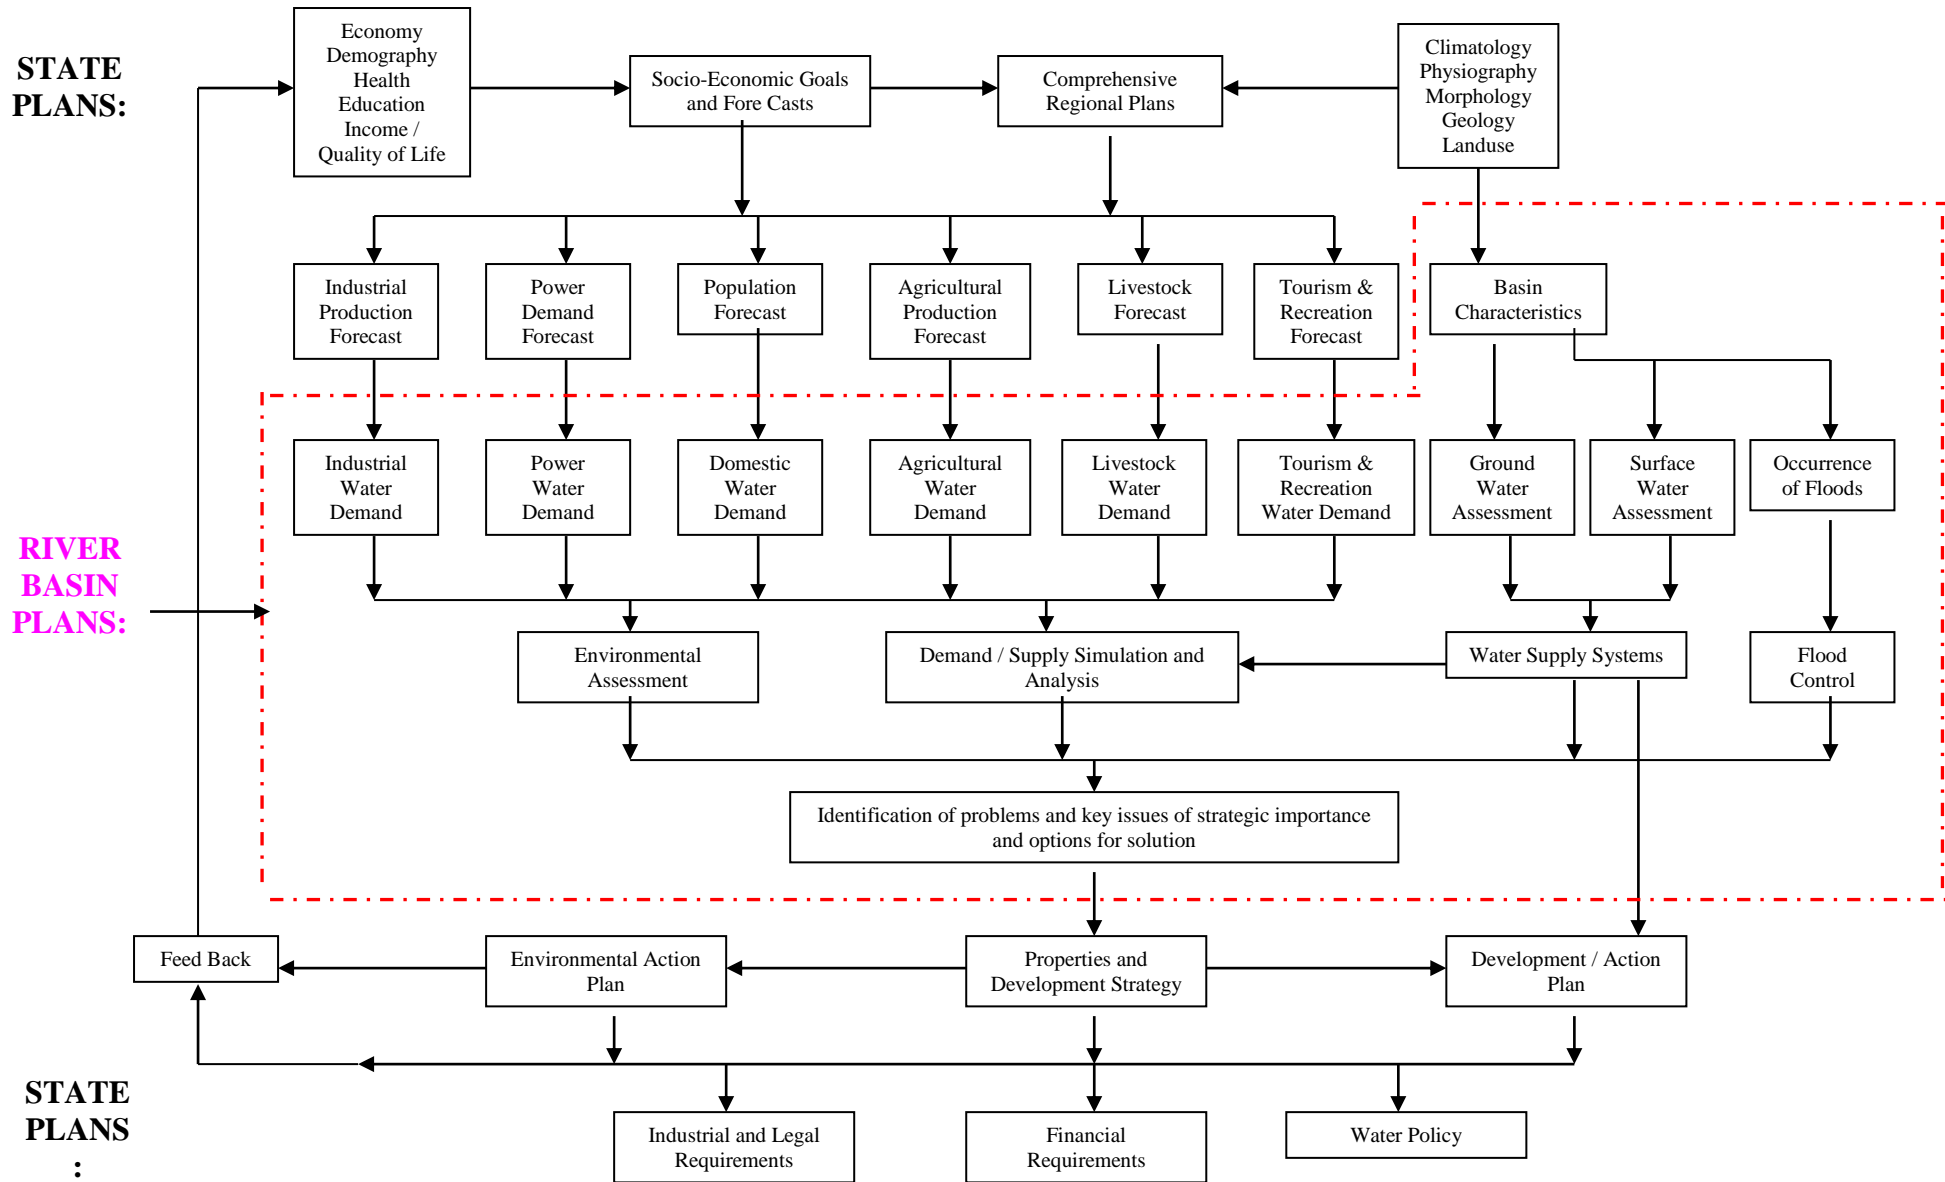 STATE
PLANS:
Economy
Demography
Health
Education
Income /
Quality of Life
Socio-Economic Goals
and Fore Casts
Comprehensive
Regional Plans
Climatology
Physiography
Morphology
Geology
Landuse
Industrial
Production
Forecast
Power
Demand
Forecast
Population
Forecast
Agricultural
Production
Forecast
Livestock
Forecast
Tourism &
Recreation
Forecast
Basin
Characteristics
RIVER
BASIN
PLANS:
Industrial
Water
Demand
Power
Water
Demand
Domestic
Water
Demand
Agricultural
Water
Demand
Livestock
Water
Demand
Tourism &
Recreation
Water Demand
Ground
Water
Assessment
Surface
Water
Assessment
Occurrence
of Floods
Environmental
Assessment
Demand / Supply Simulation and
Analysis
Water Supply Systems
Flood
Control
Identification of problems and key issues of strategic importance
and options for solution
Feed Back
Environmental Action
Plan
Properties and
Development Strategy
Development / Action
Plan
STATE
PLANS
:
Industrial and Legal
Requirements
Financial
Requirements
Water Policy